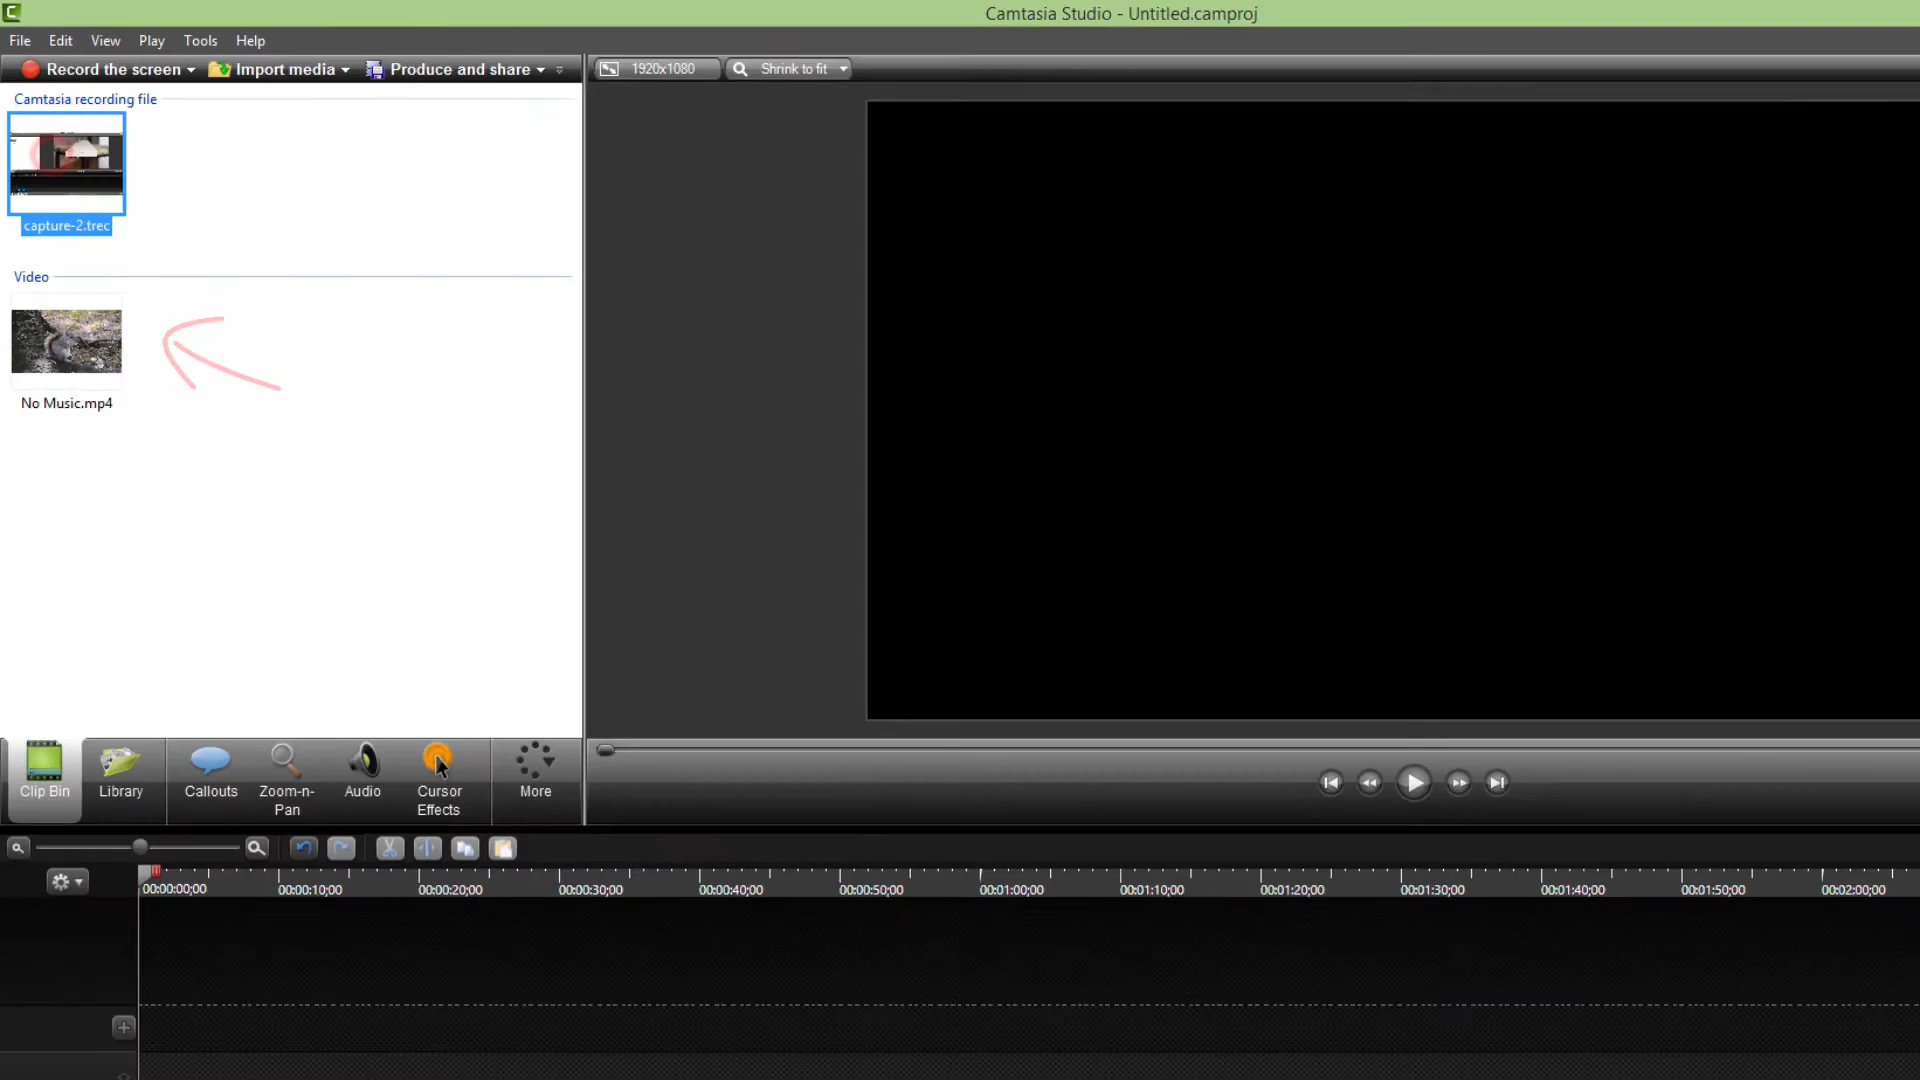 Camtasia Studio - Untitled.camproj
File Edit View Play Tools Help
Record the screen Import media Produce and share 1920x1080 Shrink to fit
Camtasia recording file
capture-2.trec
Video
No Music.mp4
Clip Bin Library Callouts Zoom-n-Pan Audio Cursor Effects More
00:00:00;00 00:00:10;00 00:00:20;00 00:00:30;00 00:00:40;00 00:00:50;00 00:01:00;00 00:01:10;00 00:01:20;00 00:01:30;00 00:01:40;00 00:01:50;00 00:02:00;00